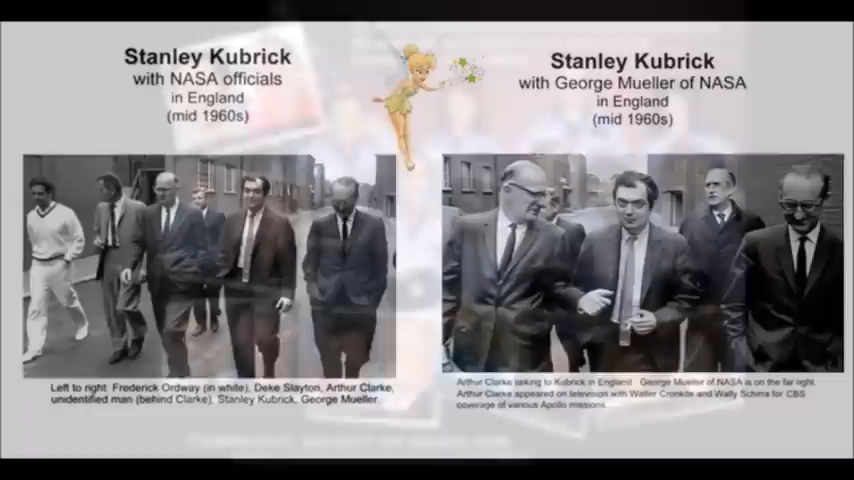 Stanley Kubrick
with NASA officials
in England
(mid 1960s)
Stanley Kubrick
with George Mueller of NASA
in England
(mid 1960s)
Left to right: Frederick Ordway (in white), Deke Slayton, Arthur Clarke,
unidentified man (behind Clarke), Stanley Kubrick, George Mueller.
Arthur Clarke talking to Kubrick in England. George Mueller of NASA is on the far right.
Arthur Clarke appeared on television with Walter Cronkite and Wally Schirra for CBS
coverage of various Apollo missions.